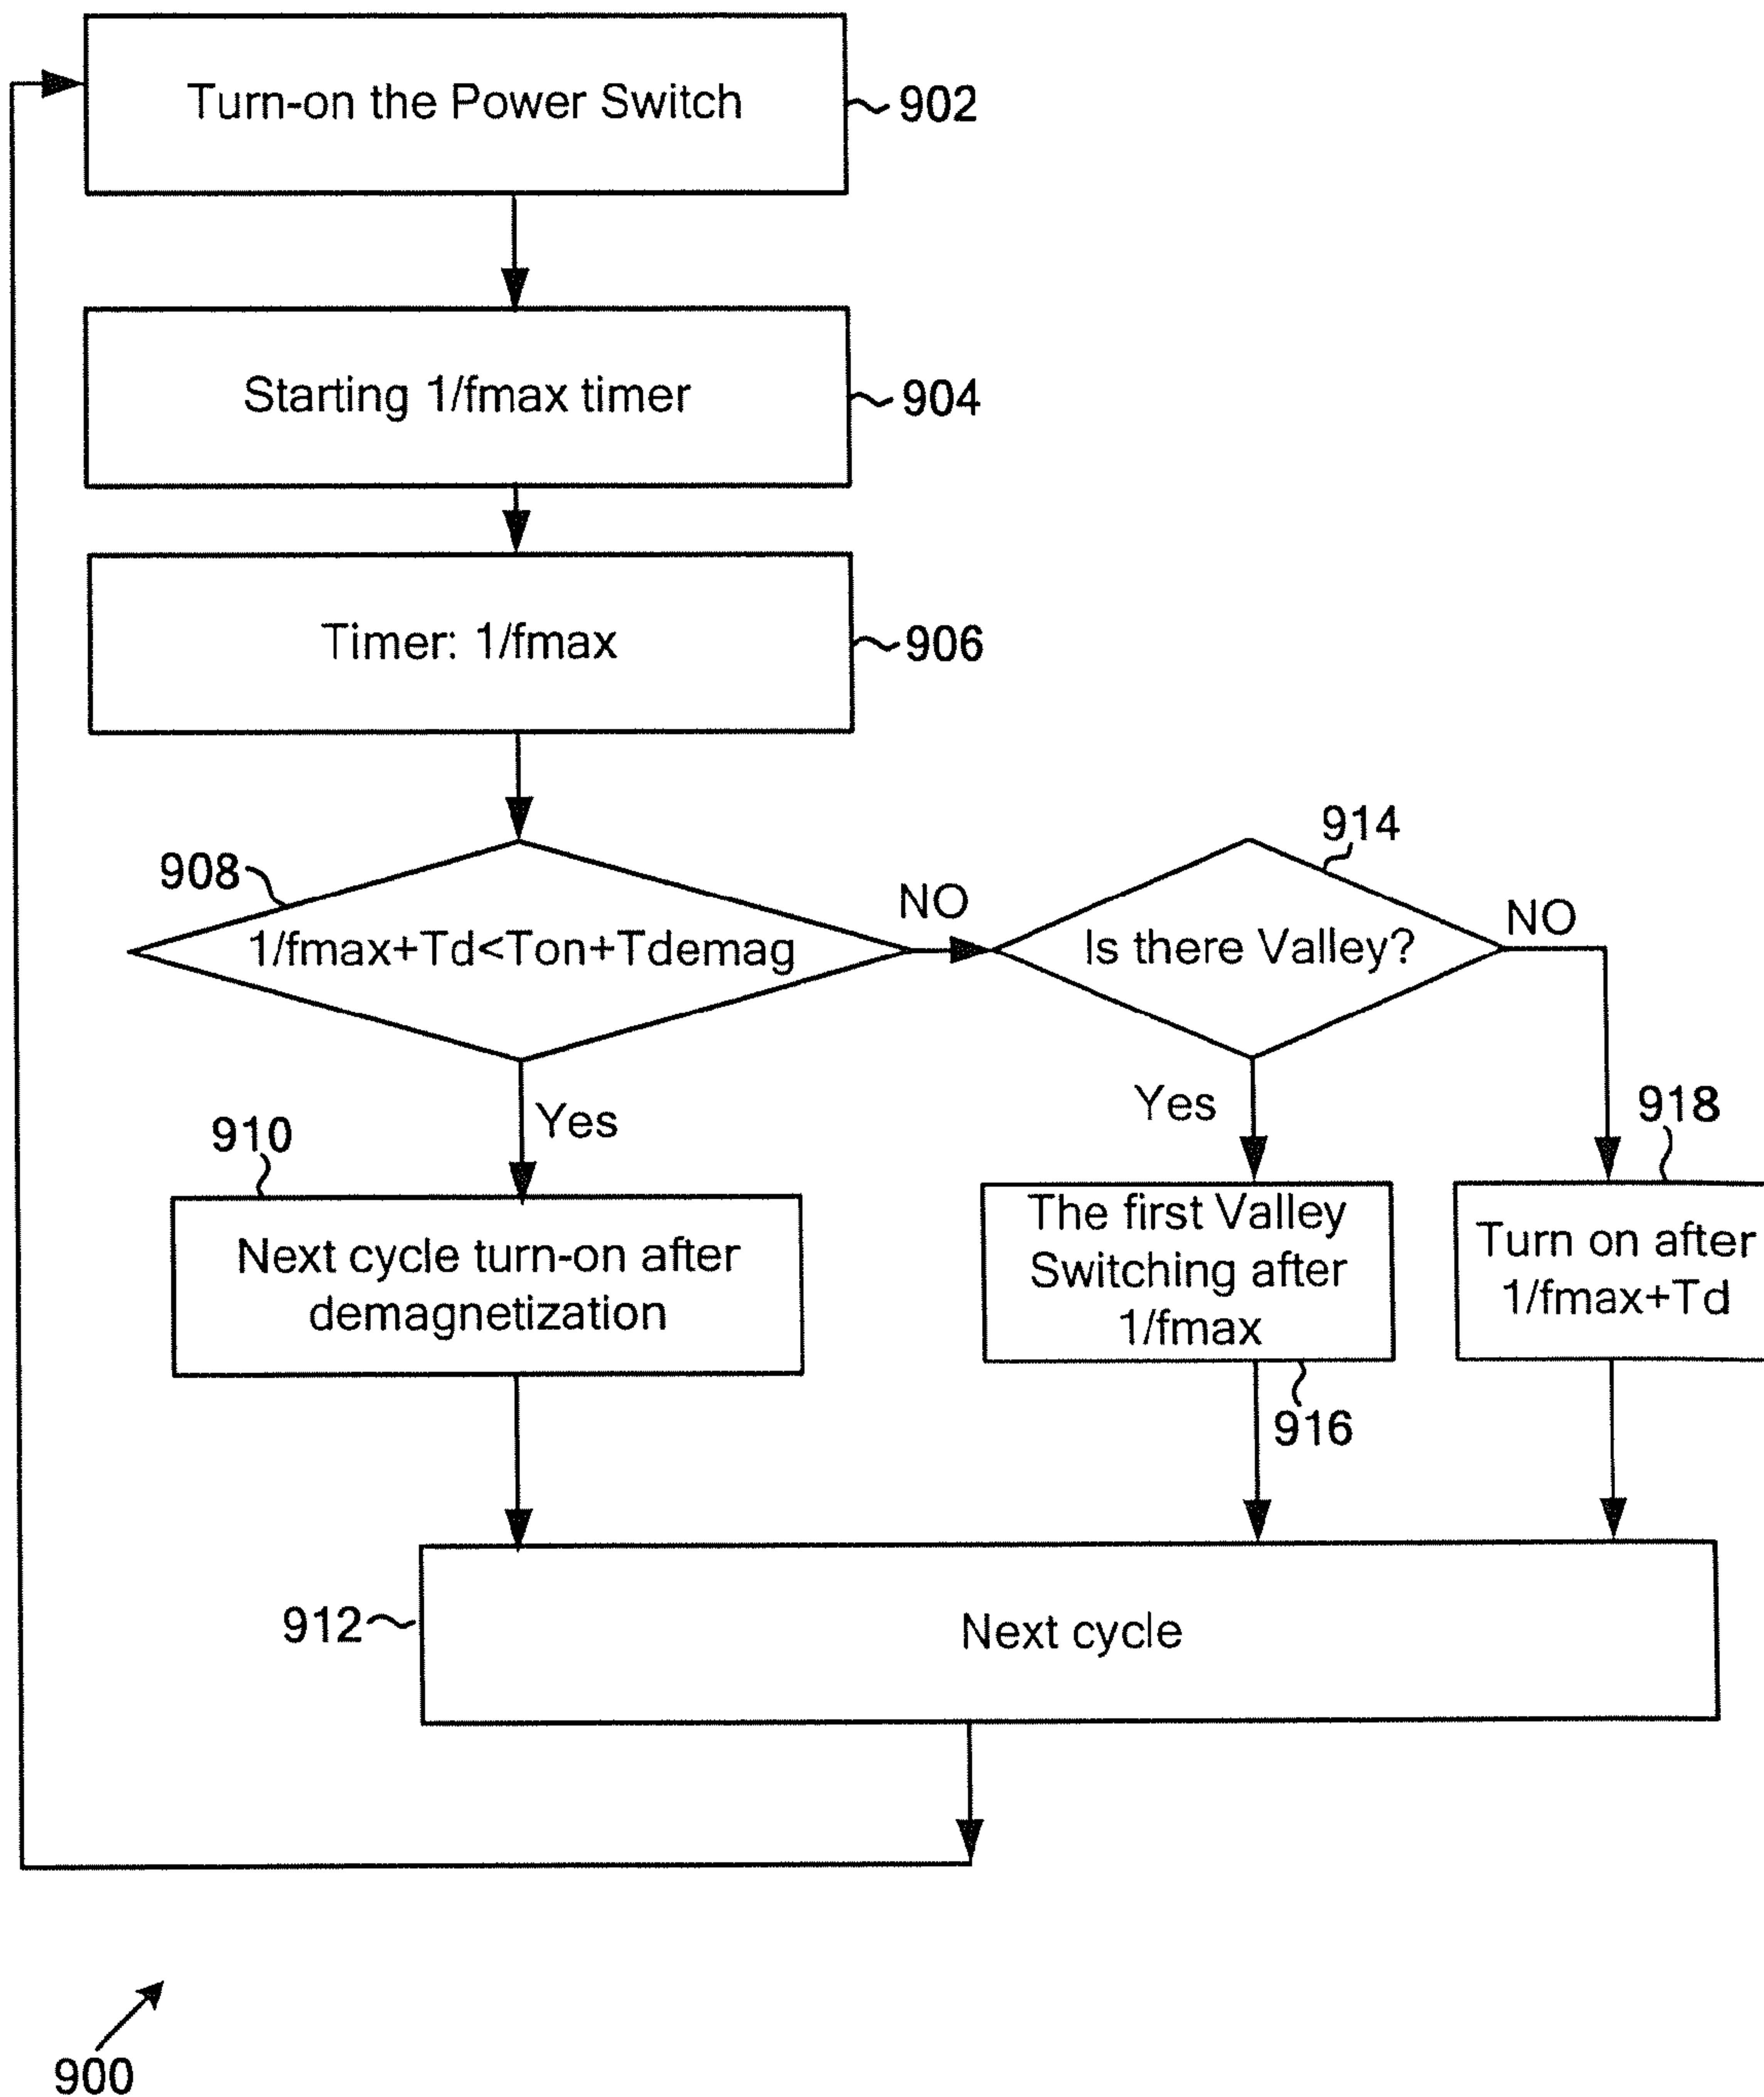 Turn-on the Power Switch
902
Starting 1/fmax timer
904
Timer: 1/fmax
906
908
1/fmax+Td<Ton+Tdemag
NO
914
Is there Valley?
NO
Yes
Yes
910
Next cycle turn-on after
demagnetization
The first Valley
Switching after
1/fmax
916
918
Turn on after
1/fmax+Td
912
Next cycle
900